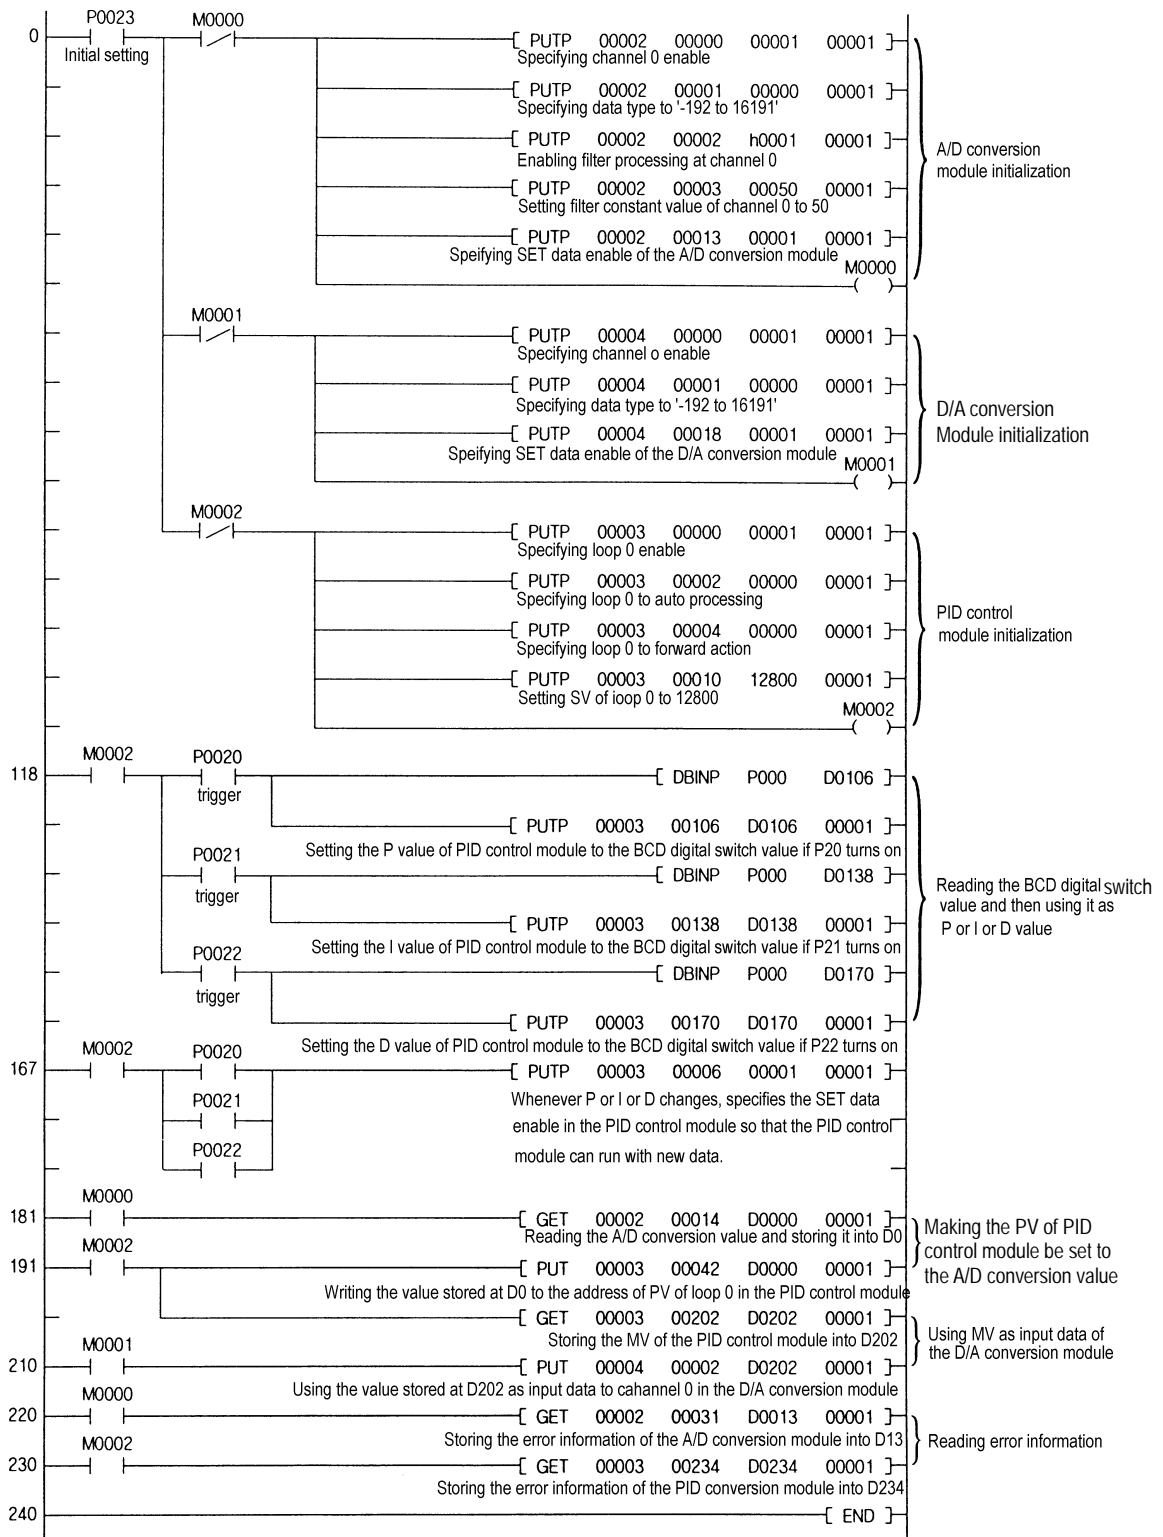 P0023 M0000
0
Initial setting
[ PUTP 00002 00000 00001 00001 ]
Specifying channel 0 enable
[ PUTP 00002 00001 00000 00001 ]
Specifying data type to '-192 to 16191'
[ PUTP 00002 00002 h0001 00001 ]
Enabling filter processing at channel 0
[ PUTP 00002 00003 00050 00001 ]
Setting filter constant value of channel 0 to 50
[ PUTP 00002 00013 00001 00001 ]
Speifying SET data enable of the A/D conversion module
M0000
( )
A/D conversion
module initialization
M0001
[ PUTP 00004 00000 00001 00001 ]
Specifying channel o enable
[ PUTP 00004 00001 00000 00001 ]
Specifying data type to '-192 to 16191'
[ PUTP 00004 00018 00001 00001 ]
Speifying SET data enable of the D/A conversion module
M0001
( )
D/A conversion
Module initialization
M0002
[ PUTP 00003 00000 00001 00001 ]
Specifying loop 0 enable
[ PUTP 00003 00002 00000 00001 ]
Specifying loop 0 to auto processing
[ PUTP 00003 00004 00000 00001 ]
Specifying loop 0 to forward action
[ PUTP 00003 00010 12800 00001 ]
Setting SV of ioop 0 to 12800
M0002
( )
PID control
module initialization
M0002 P0020
118
trigger
[ DBINP P000 D0106 ]
[ PUTP 00003 00106 D0106 00001 ]
Setting the P value of PID control module to the BCD digital switch value if P20 turns on
P0021
trigger
[ DBINP P000 D0138 ]
[ PUTP 00003 00138 D0138 00001 ]
Setting the I value of PID control module to the BCD digital switch value if P21 turns on
P0022
trigger
[ DBINP P000 D0170 ]
[ PUTP 00003 00170 D0170 00001 ]
Setting the D value of PID control module to the BCD digital switch value if P22 turns on
Reading the BCD digital switch
value and then using it as
P or I or D value
M0002 P0020
167
[ PUTP 00003 00006 00001 00001 ]
P0021
P0022
Whenever P or I or D changes, specifies the SET data
enable in the PID control module so that the PID control
module can run with new data.
M0000
181
[ GET 00002 00014 D0000 00001 ]
Reading the A/D conversion value and storing it into D0
M0002
191
[ PUT 00003 00042 D0000 00001 ]
Writing the value stored at D0 to the address of PV of loop 0 in the PID control module
Making the PV of PID
control module be set to
the A/D conversion value
[ GET 00003 00202 D0202 00001 ]
Storing the MV of the PID control module into D202
M0001
210
[ PUT 00004 00002 D0202 00001 ]
Using the value stored at D202 as input data to cahannel 0 in the D/A conversion module
Using MV as input data of
the D/A conversion module
M0000
220
[ GET 00002 00031 D0013 00001 ]
Storing the error information of the A/D conversion module into D13
M0002
230
[ GET 00003 00234 D0234 00001 ]
Storing the error information of the PID conversion module into D234
Reading error information
240
[ END ]